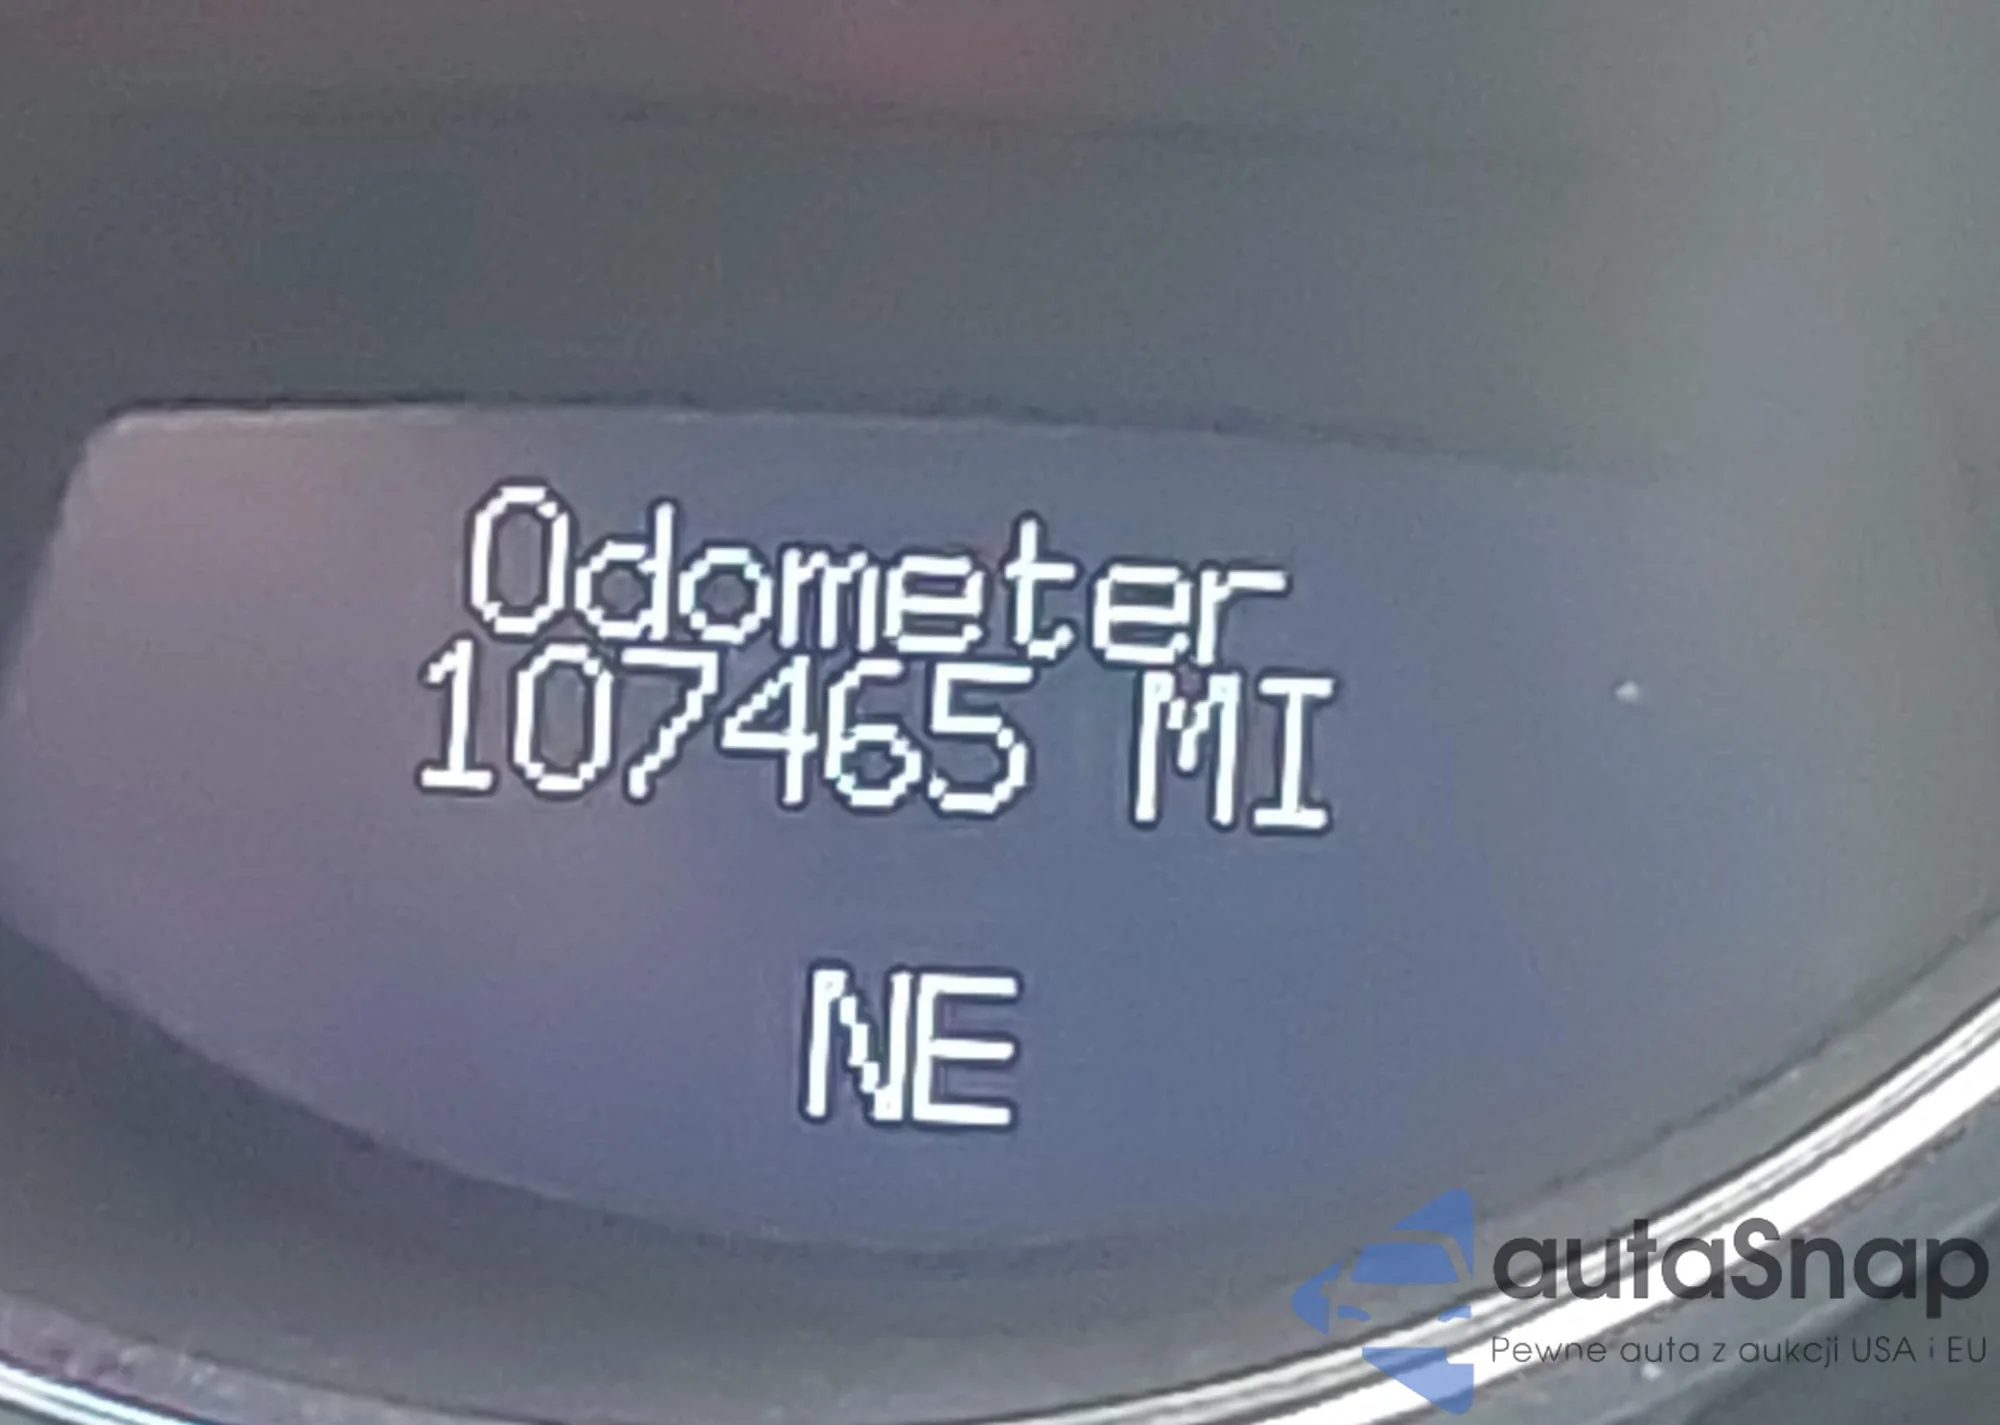 Odometer
107465 MI
NE
autaSnap
Pewne auta z aukcji USA i EU